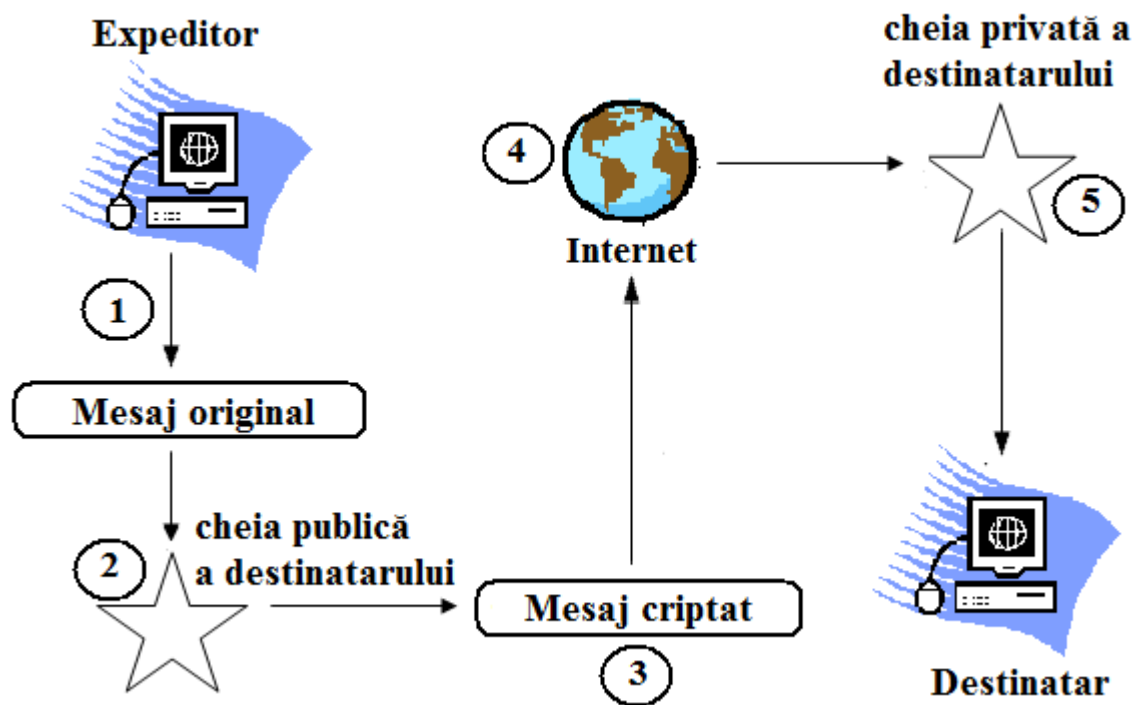 Expeditor
1
Mesaj original
2
cheia publică
a destinatarului
Mesaj criptat
3
4
Internet
cheia privată a
destinatarului
5
Destinatar